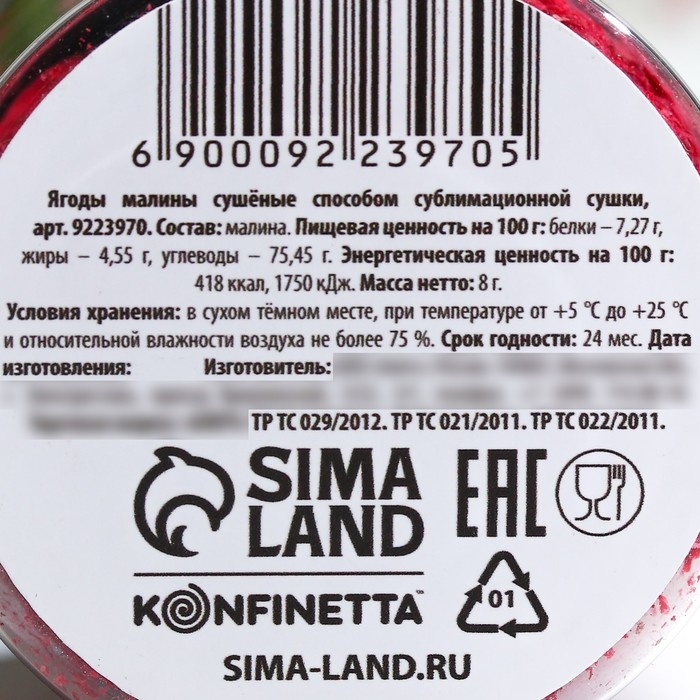 6 900092 239705
Ягоды малины сушёные способом сублимационной сушки,
арт. 9223970. Состав: малина. Пищевая ценность на 100 г: белки – 7,27 г,
жиры – 4,55 г, углеводы – 75,45 г. Энергетическая ценность на 100 г:
418 ккал, 1750 кДж. Масса нетто: 8 г.
Условия хранения: в сухом тёмном месте, при температуре от +5 °C до +25 °C
и относительной влажности воздуха не более 75 %. Срок годности: 24 мес. Дата
изготовления: Изготовитель:
ТР ТС 029/2012. ТР ТС 021/2011. ТР ТС 022/2011.
SIMA
LAND
EAC
KONFINETTA™
01
SIMA-LAND.RU